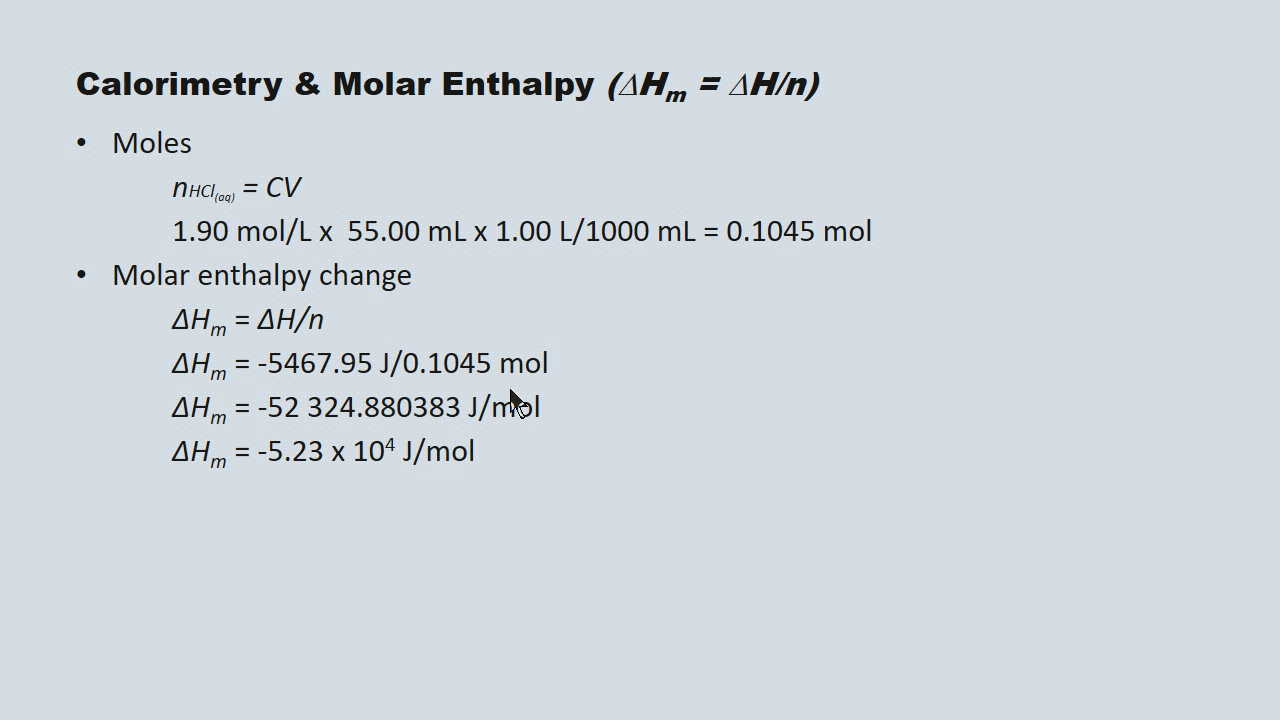 Calorimetry & Molar Enthalpy (ΔHm = ΔH/n)
• Moles
nHCl(aq) = CV
1.90 mol/L x 55.00 mL x 1.00 L/1000 mL = 0.1045 mol
• Molar enthalpy change
ΔHm = ΔH/n
ΔHm = -5467.95 J/0.1045 mol
ΔHm = -52 324.880383 J/mol
ΔHm = -5.23 x 10⁴ J/mol